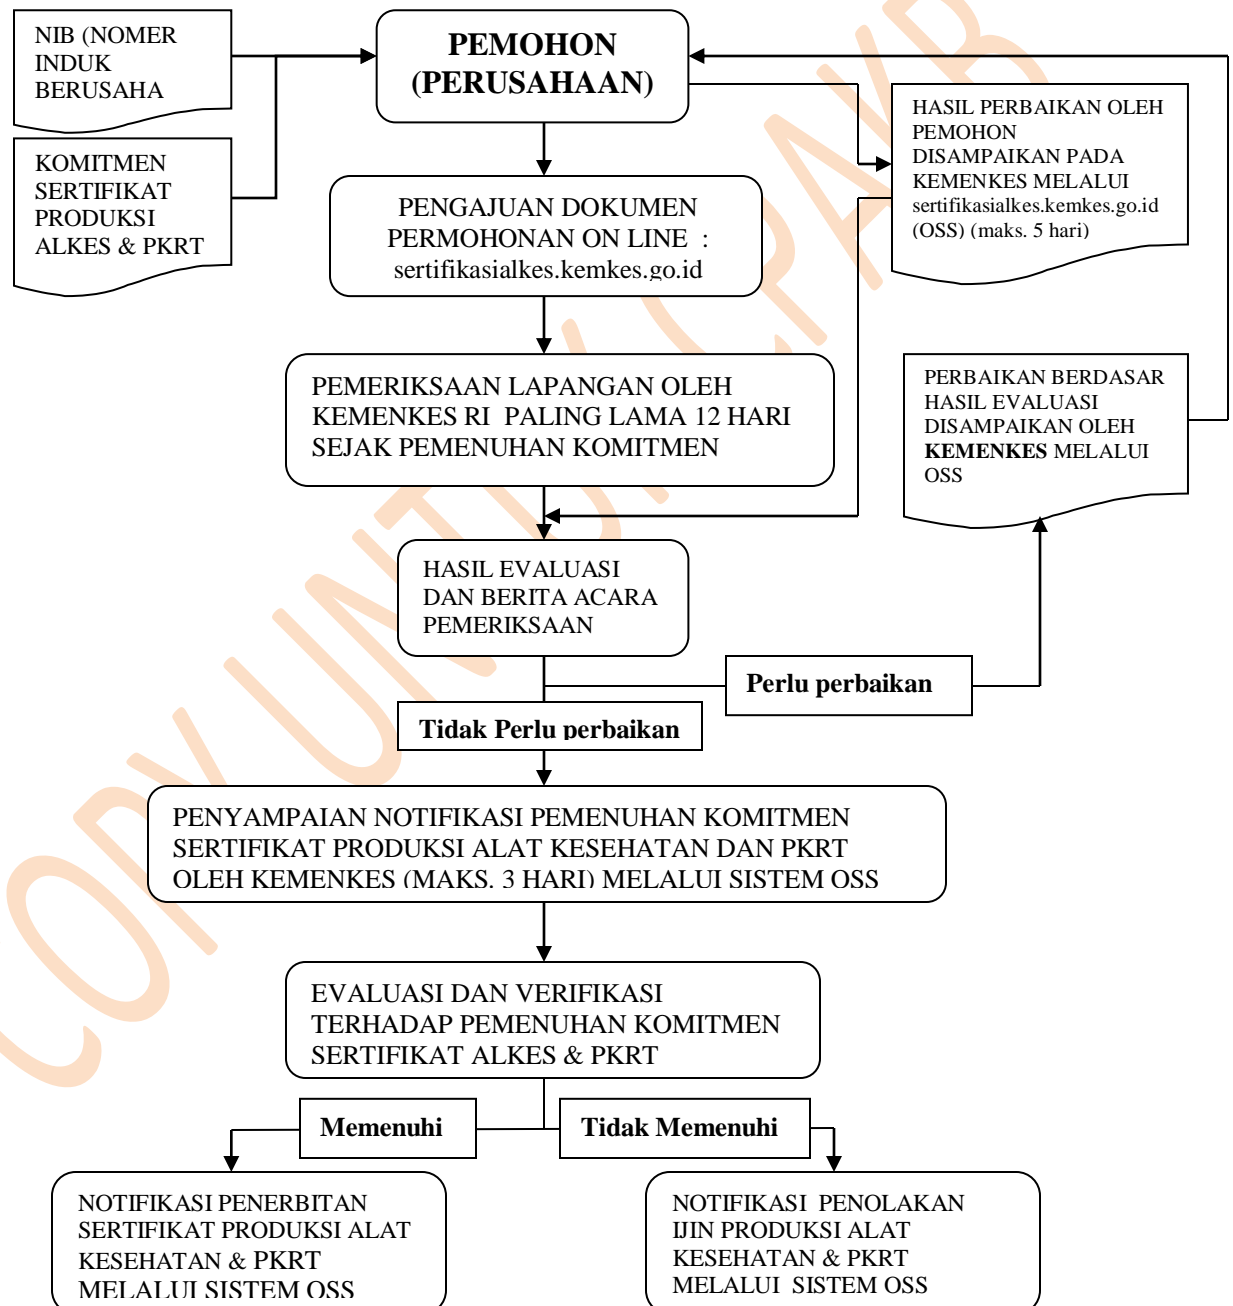 NIB (NOMER
INDUK
BERUSAHA
KOMITMEN
SERTIFIKAT
PRODUKSI
ALKES & PKRT
PEMOHON
(PERUSAHAAN)
HASIL PERBAIKAN OLEH
PEMOHON
DISAMPAIKAN PADA
KEMENKES MELALUI
sertifikasialkes.kemkes.go.id
(OSS) (maks. 5 hari)
PENGAJUAN DOKUMEN
PERMOHONAN ON LINE :
sertifikasialkes.kemkes.go.id
PEMERIKSAAN LAPANGAN OLEH
KEMENKES RI PALING LAMA 12 HARI
SEJAK PEMENUHAN KOMITMEN
PERBAIKAN BERDASAR
HASIL EVALUASI
DISAMPAIKAN OLEH
KEMENKES MELALUI
OSS
HASIL EVALUASI
DAN BERITA ACARA
PEMERIKSAAN
Perlu perbaikan
Tidak Perlu perbaikan
PENYAMPAIAN NOTIFIKASI PEMENUHAN KOMITMEN
SERTIFIKAT PRODUKSI ALAT KESEHATAN DAN PKRT
OLEH KEMENKES (MAKS. 3 HARI) MELALUI SISTEM OSS
EVALUASI DAN VERIFIKASI
TERHADAP PEMENUHAN KOMITMEN
SERTIFIKAT ALKES & PKRT
Memenuhi
Tidak Memenuhi
NOTIFIKASI PENERBITAN
SERTIFIKAT PRODUKSI ALAT
KESEHATAN & PKRT
MELALUI SISTEM OSS
NOTIFIKASI PENOLAKAN
IJIN PRODUKSI ALAT
KESEHATAN & PKRT
MELALUI SISTEM OSS
COPY UNTUK CPAKB